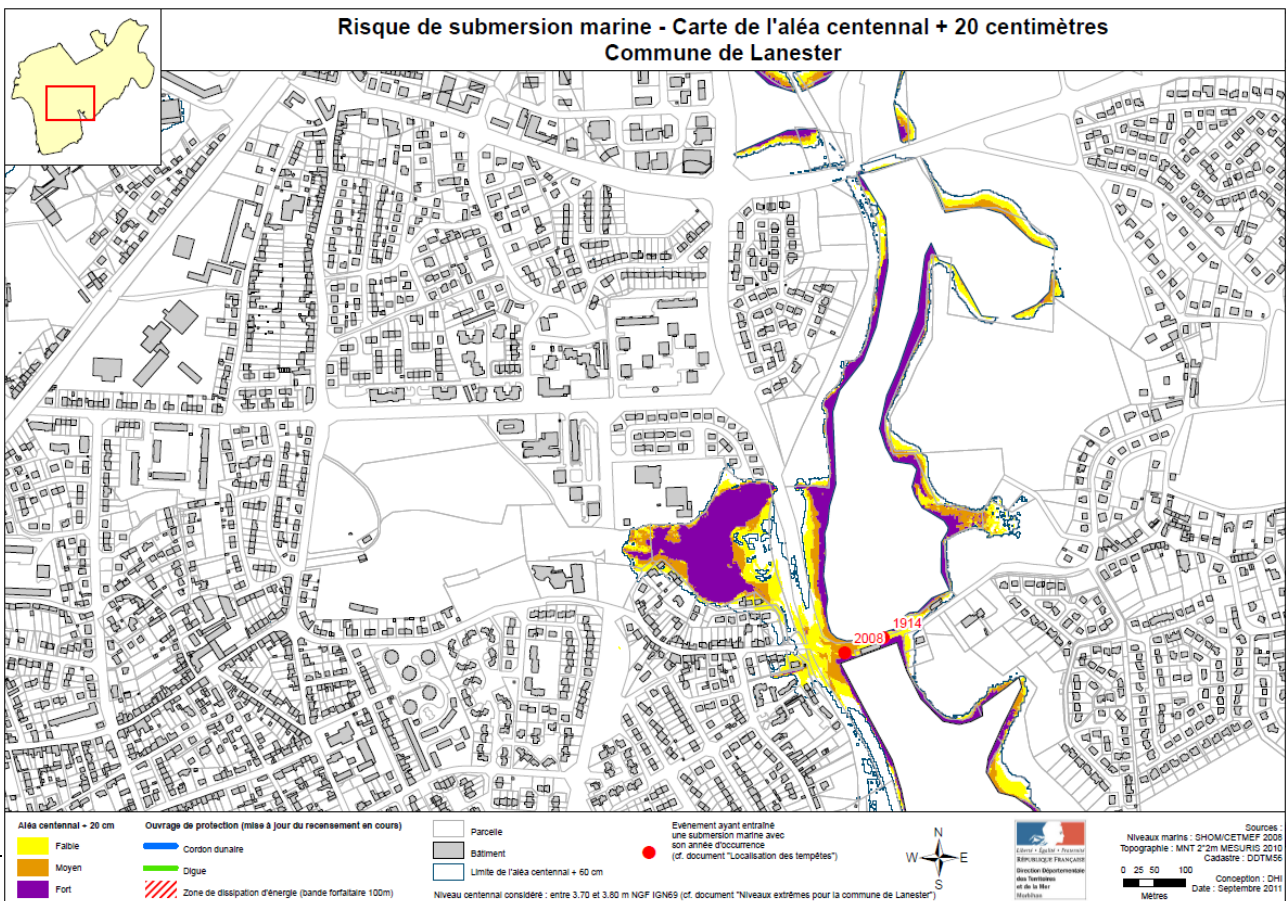 Risque de submersion marine - Carte de l'aléa centennal + 20 centimètres
Commune de Lanester
1914
2008
Aléa centennal + 20 cm
Faible
Moyen
Fort
Ouvrage de protection (mise à jour du recensement en cours)
Cordon dunaire
Digue
Zone de dissipation d'énergie (bande forfaitaire 100m)
Parcelle
Bâtiment
Limite de l'aléa centennal + 60 cm
Evénement ayant entraîné
une submersion marine avec
son année d'occurrence
(cf. document "Localisation des tempêtes")
Niveau centennal considéré : entre 3.70 et 3.80 m NGF IGN69 (cf. document "Niveaux extrêmes pour la commune de Lanester")
N
W E
S
Liberté • Égalité • Fraternité
RÉPUBLIQUE FRANÇAISE
Direction Départementale
des Territoires
et de la Mer
Morbihan
0 25 50 100
Mètres
Sources :
Niveaux marins : SHOM/CETMEF 2008
Topographie : MNT 2*2m MESURIS 2010
Cadastre : DDTM56
Conception : DHI
Date : Septembre 2011